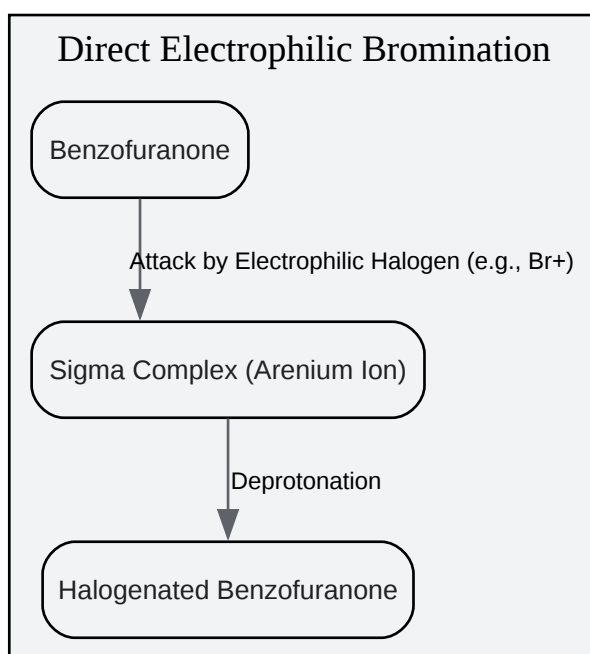 Direct Electrophilic Bromination
Benzofuranone
Attack by Electrophilic Halogen (e.g., Br+)
Sigma Complex (Arenium Ion)
Deprotonation
Halogenated Benzofuranone